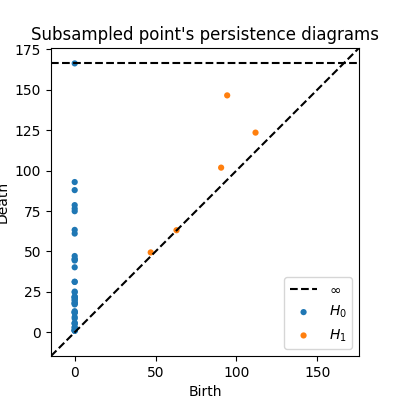 Subsampled point's persistence diagrams
175
150
125
100
75
50
25
0
Death
0 50 100 150
Birth
∞
H₀
H₁